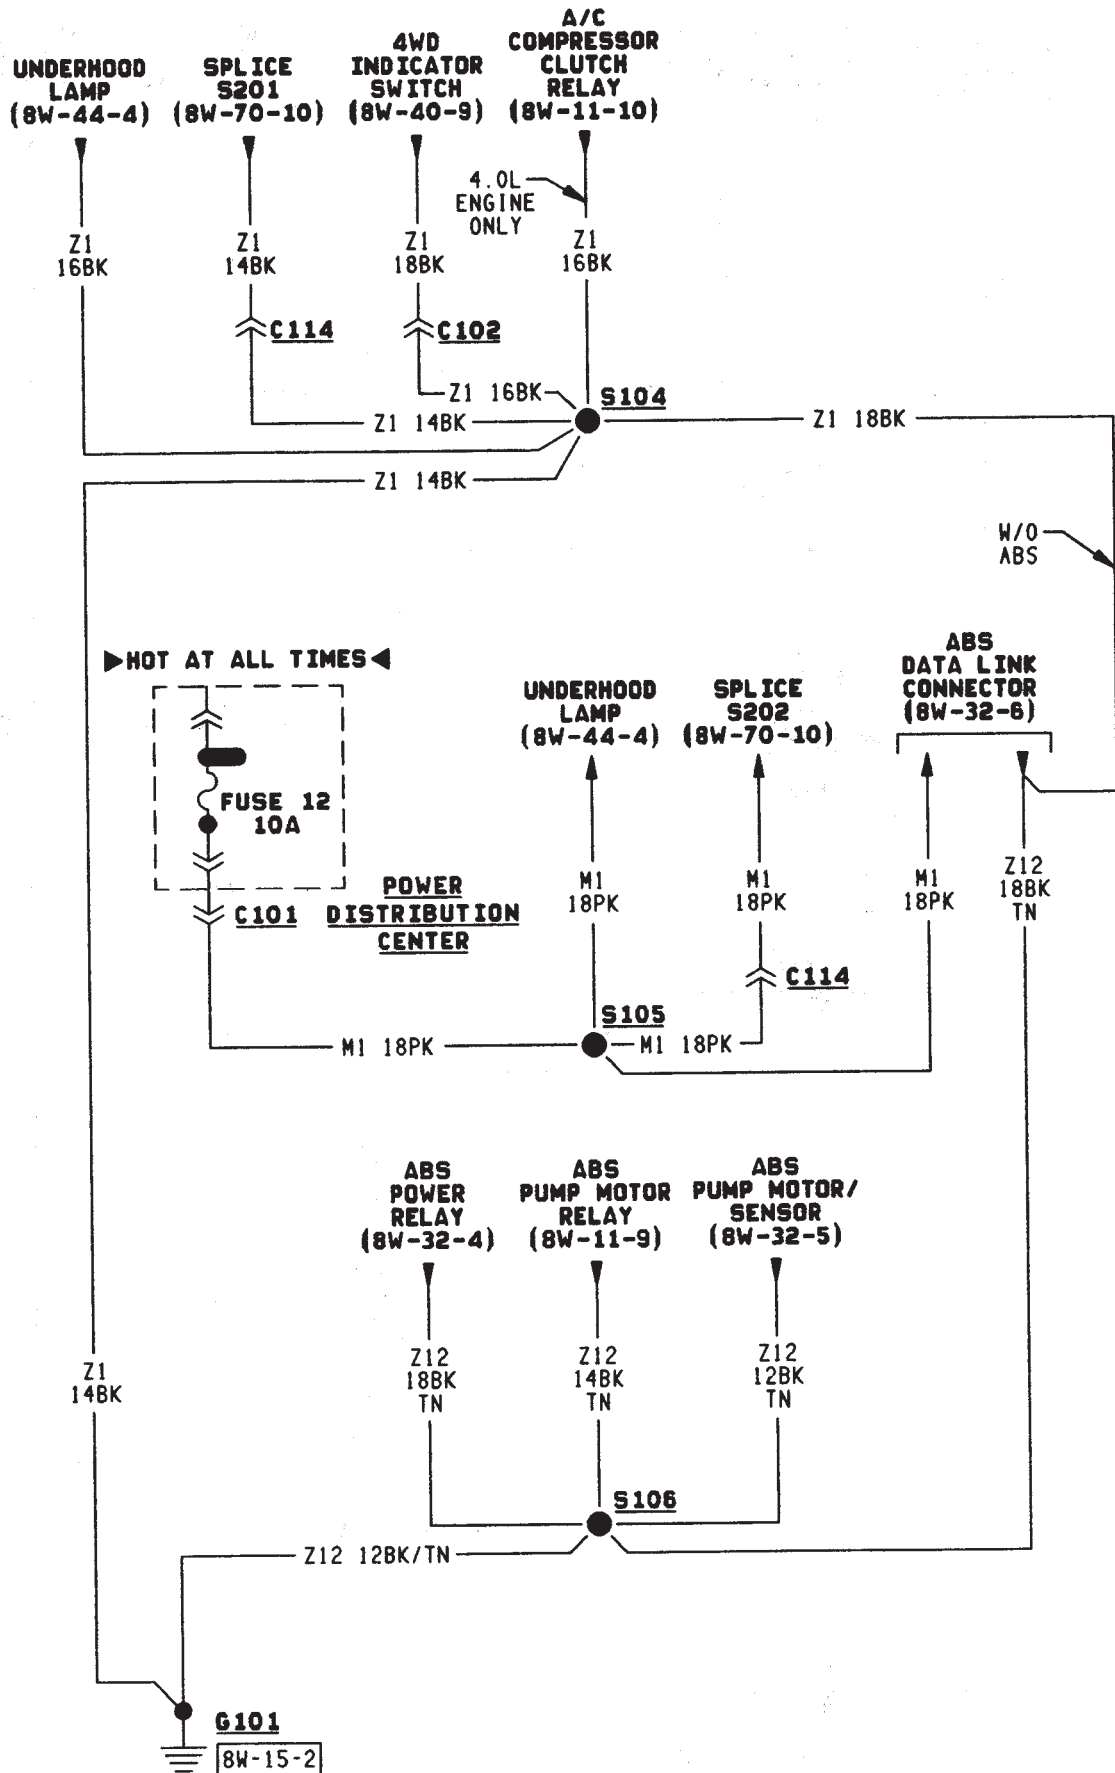 UNDERHOOD
LAMP
(8W-44-4)
SPLICE
S201
(8W-70-10)
4WD
INDICATOR
SWITCH
(8W-40-9)
A/C
COMPRESSOR
CLUTCH
RELAY
(8W-11-10)
4.0L
ENGINE
ONLY
Z1
16BK
Z1
14BK
Z1
18BK
Z1
16BK
C114
C102
Z1 16BK
S104
Z1 14BK
Z1 18BK
Z1 14BK
W/O
ABS
HOT AT ALL TIMES
FUSE 12
10A
C101
POWER
DISTRIBUTION
CENTER
UNDERHOOD
LAMP
(8W-44-4)
SPLICE
S202
(8W-70-10)
ABS
DATA LINK
CONNECTOR
(8W-32-6)
M1
18PK
M1
18PK
M1
18PK
Z12
18BK
TN
C114
S105
M1 18PK
M1 18PK
ABS
POWER
RELAY
(8W-32-4)
ABS
PUMP MOTOR
RELAY
(8W-11-9)
ABS
PUMP MOTOR/
SENSOR
(8W-32-5)
Z1
14BK
Z12
18BK
TN
Z12
14BK
TN
Z12
12BK
TN
S106
Z12 12BK/TN
G101
8W-15-2